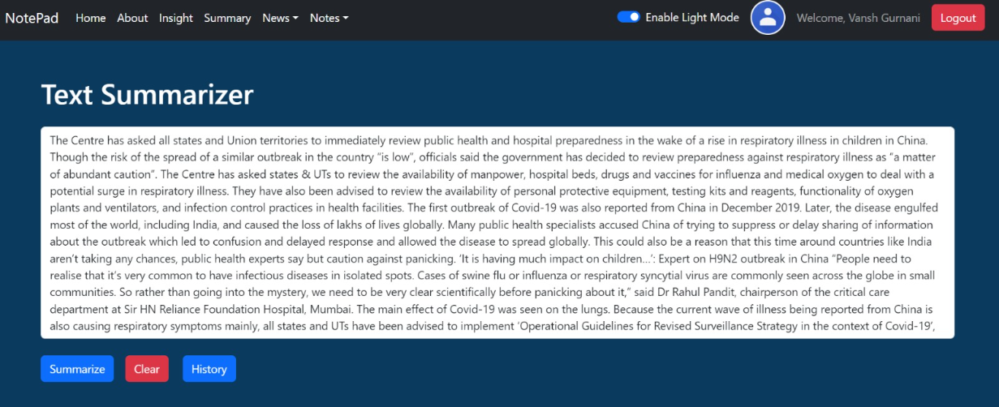 NotePad Home About Insight Summary News Notes Enable Light Mode Welcome, Vansh Gurnani Logout
Text Summarizer
The Centre has asked all states and Union territories to immediately review public health and hospital preparedness in the wake of a rise in respiratory illness in children in China.
Though the risk of the spread of a similar outbreak in the country “is low”, officials said the government has decided to review preparedness against respiratory illness as “a matter
of abundant caution”. The Centre has asked states & UTs to review the availability of manpower, hospital beds, drugs and vaccines for influenza and medical oxygen to deal with a
potential surge in respiratory illness. They have also been advised to review the availability of personal protective equipment, testing kits and reagents, functionality of oxygen
plants and ventilators, and infection control practices in health facilities. The first outbreak of Covid-19 was also reported from China in December 2019. Later, the disease engulfed
most of the world, including India, and caused the loss of lakhs of lives globally. Many public health specialists accused China of trying to suppress or delay sharing of information
about the outbreak which led to confusion and delayed response and allowed the disease to spread globally. This could also be a reason that this time around countries like India
aren’t taking any chances, public health experts say but caution against panicking. ‘It is having much impact on children...’: Expert on H9N2 outbreak in China “People need to
realise that it’s very common to have infectious diseases in isolated spots. Cases of swine flu or influenza or respiratory syncytial virus are commonly seen across the globe in small
communities. So rather than going into the mystery, we need to be very clear scientifically before panicking about it,” said Dr Rahul Pandit, chairperson of the critical care
department at Sir HN Reliance Foundation Hospital, Mumbai. The main effect of Covid-19 was seen on the lungs. Because the current wave of illness being reported from China is
also causing respiratory symptoms mainly, all states and UTs have been advised to implement ‘Operational Guidelines for Revised Surveillance Strategy in the context of Covid-19’,
Summarize Clear History